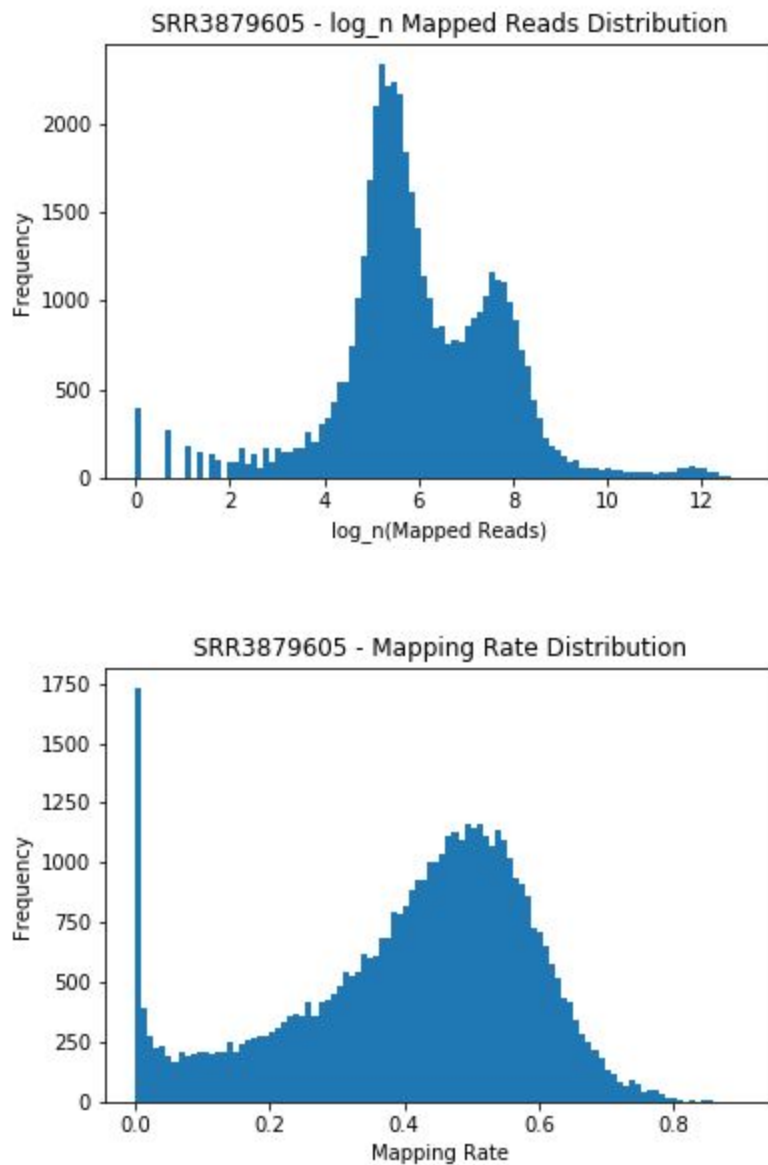 SRR3879605 - log_n Mapped Reads Distribution
2000
1500
1000
500
0
Frequency
0 2 4 6 8 10 12
log_n(Mapped Reads)
SRR3879605 - Mapping Rate Distribution
1750
1500
1250
1000
750
500
250
0
Frequency
0.0 0.2 0.4 0.6 0.8
Mapping Rate